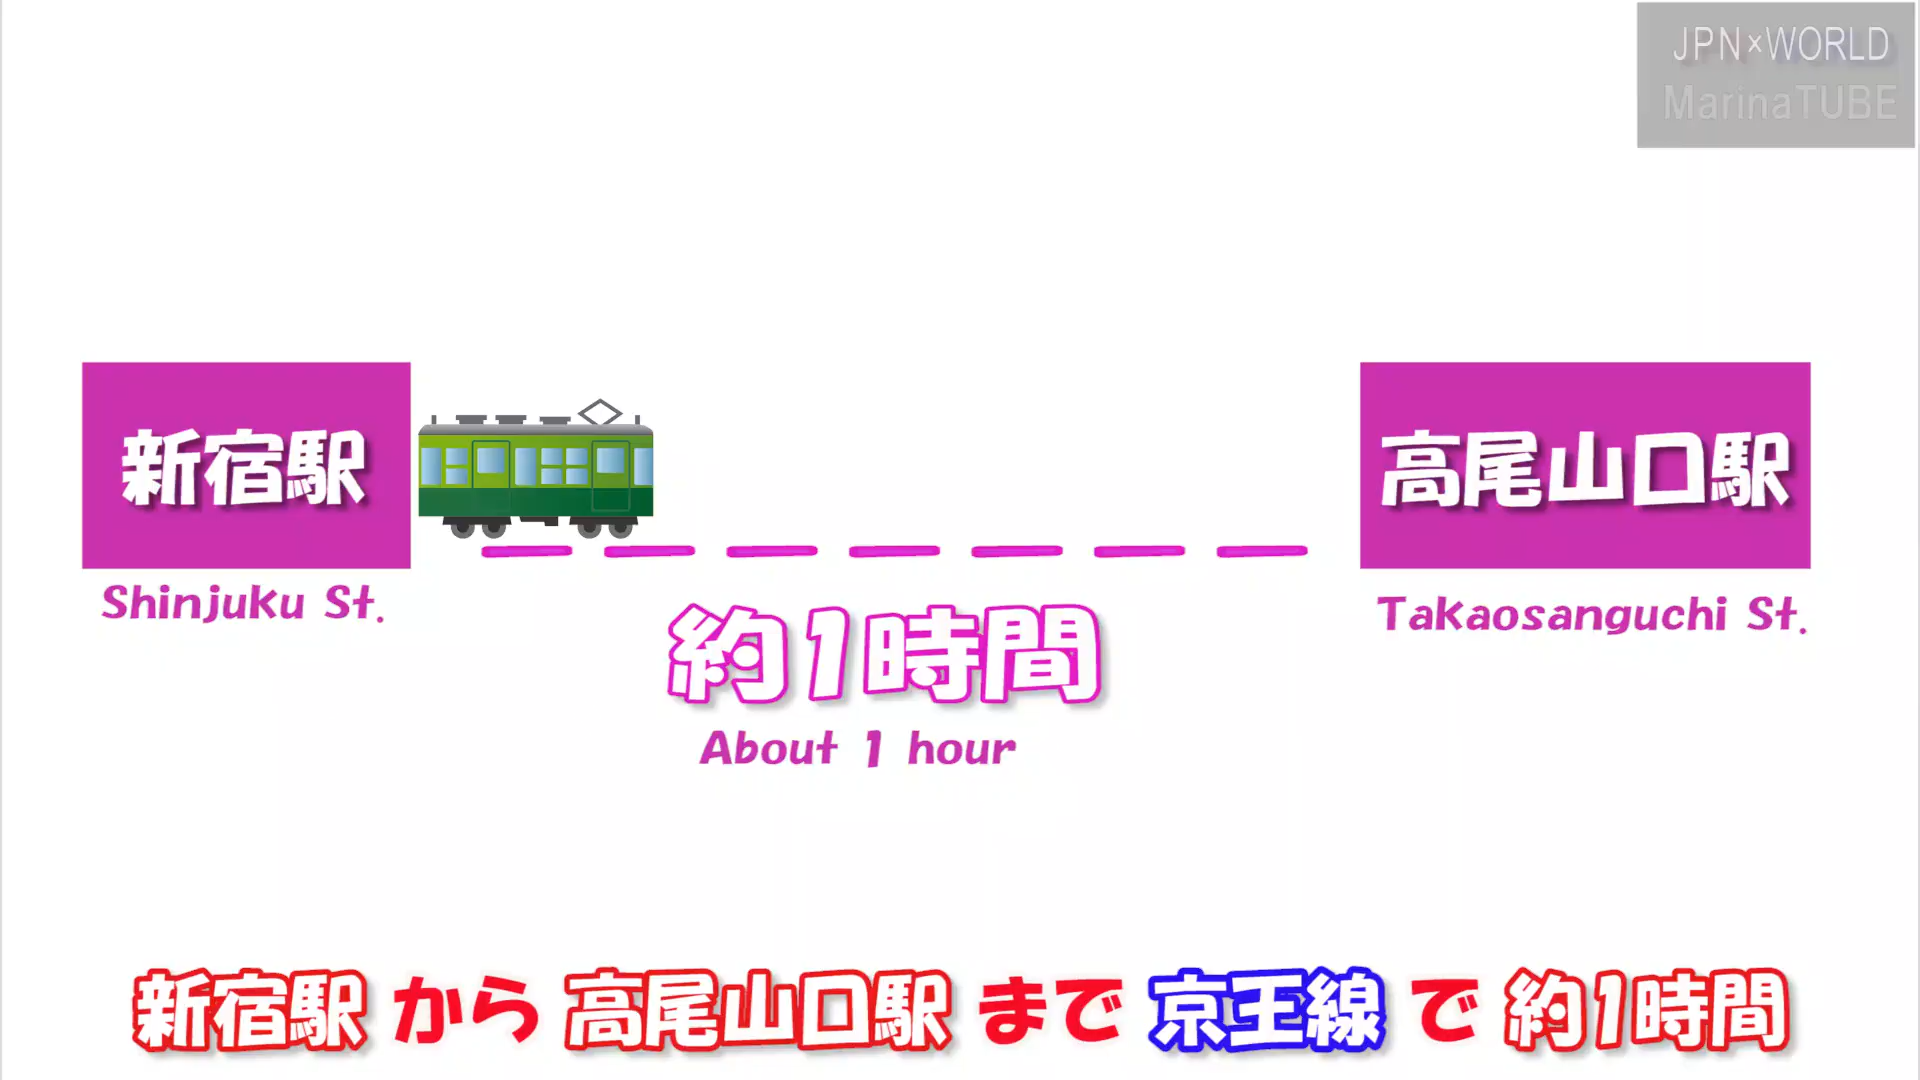 JPN×WORLD
MarinaTUBE
新宿駅
高尾山口駅
Shinjuku St.
Takaosanguchi St.
約1時間
About 1 hour
新宿駅 から 高尾山口駅 まで 京王線 で 約1時間